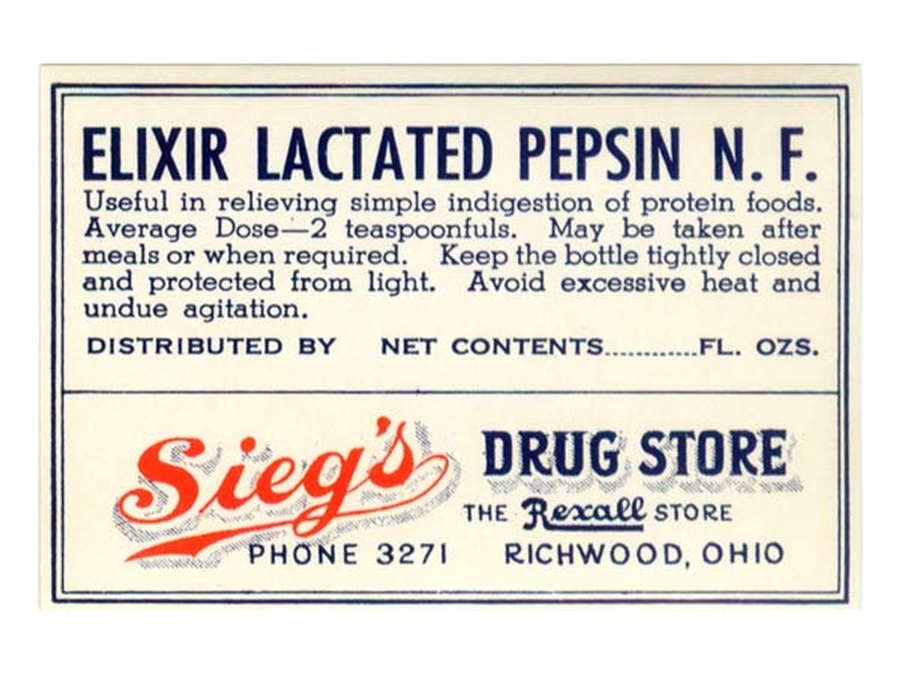 ELIXIR LACTATED PEPSIN N. F.
Useful in relieving simple indigestion of protein foods.
Average Dose—2 teaspoonfuls. May be taken after
meals or when required. Keep the bottle tightly closed
and protected from light. Avoid excessive heat and
undue agitation.
DISTRIBUTED BY NET CONTENTS............FL. OZS.
Sieg's DRUG STORE
THE Rexall STORE
PHONE 3271 RICHWOOD, OHIO